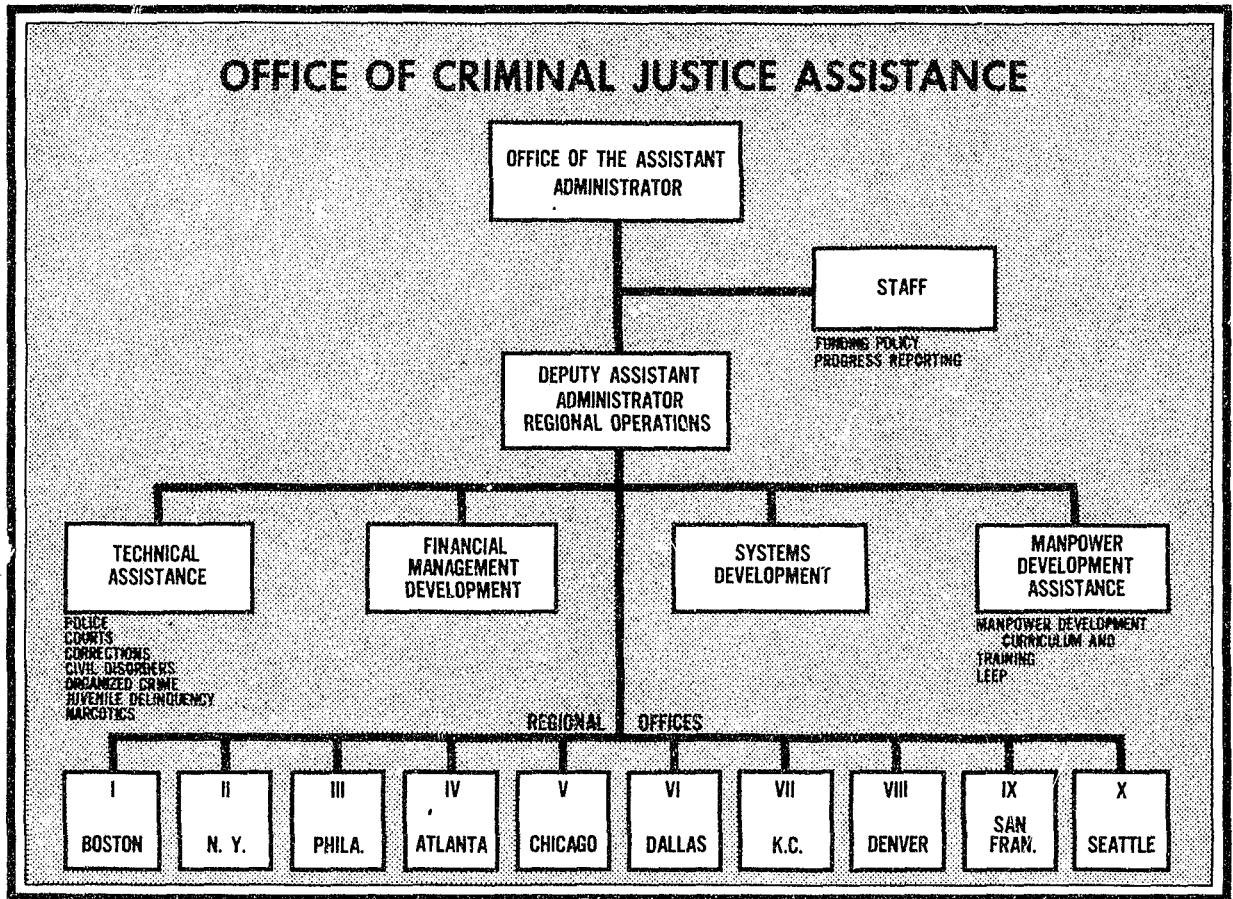 OFFICE OF CRIMINAL JUSTICE ASSISTANCE
OFFICE OF THE ASSISTANT
ADMINISTRATOR
STAFF
FUNDING POLICY
PROGRESS REPORTING
DEPUTY ASSISTANT
ADMINISTRATOR
REGIONAL OPERATIONS
TECHNICAL
ASSISTANCE
POLICE
COURTS
CORRECTIONS
CIVIL DISORDERS
ORGANIZED CRIME
JUVENILE DELINQUENCY
NARCOTICS
FINANCIAL
MANAGEMENT
DEVELOPMENT
SYSTEMS
DEVELOPMENT
MANPOWER
DEVELOPMENT
ASSISTANCE
MANPOWER DEVELOPMENT
CURRICULUM AND
TRAINING
LEEP
REGIONAL OFFICES
I
BOSTON
II
N. Y.
III
PHILA.
IV
ATLANTA
V
CHICAGO
VI
DALLAS
VII
K.C.
VIII
DENVER
IX
SAN
FRAN.
X
SEATTLE